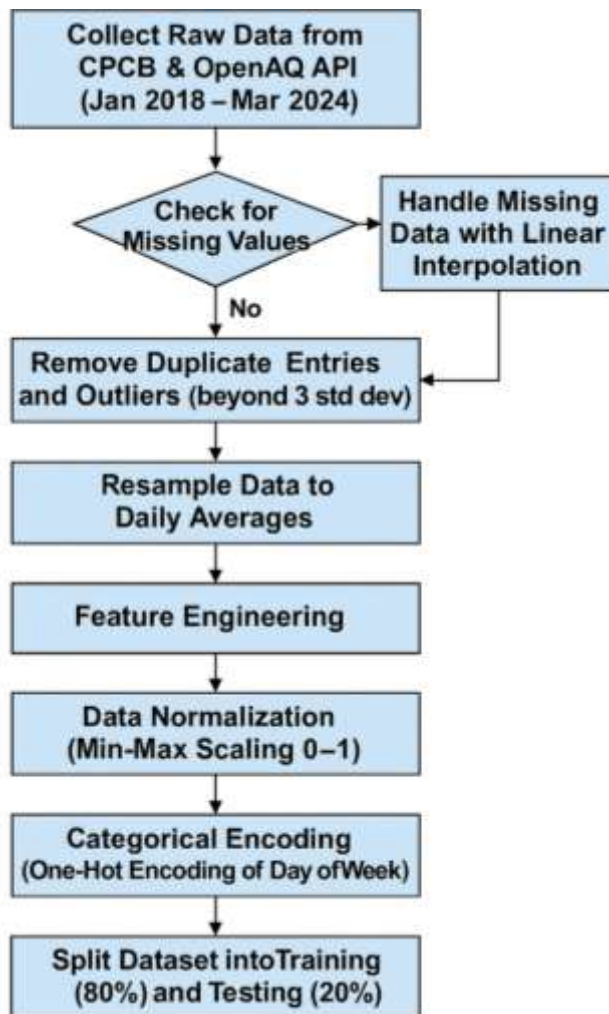 Collect Raw Data from
CPCB & OpenAQ API
(Jan 2018 – Mar 2024)
Check for
Missing Values
Handle Missing
Data with Linear
Interpolation
No
Remove Duplicate Entries
and Outliers (beyond 3 std dev)
Resample Data to
Daily Averages
Feature Engineering
Data Normalization
(Min-Max Scaling 0–1)
Categorical Encoding
(One-Hot Encoding of Day ofWeek)
Split Dataset intoTraining
(80%) and Testing (20%)